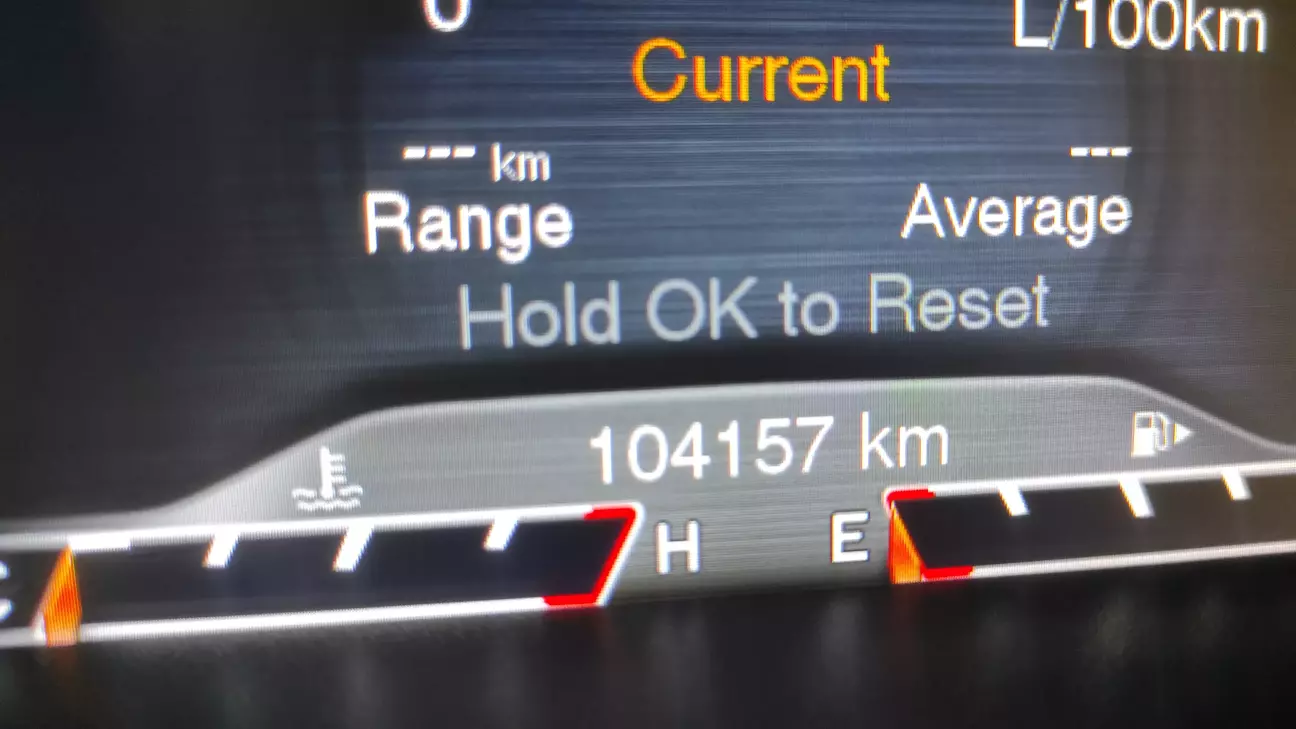 0
L/100km
Current
--- km
---
Range
Average
Hold OK to Reset
104157 km
H
E